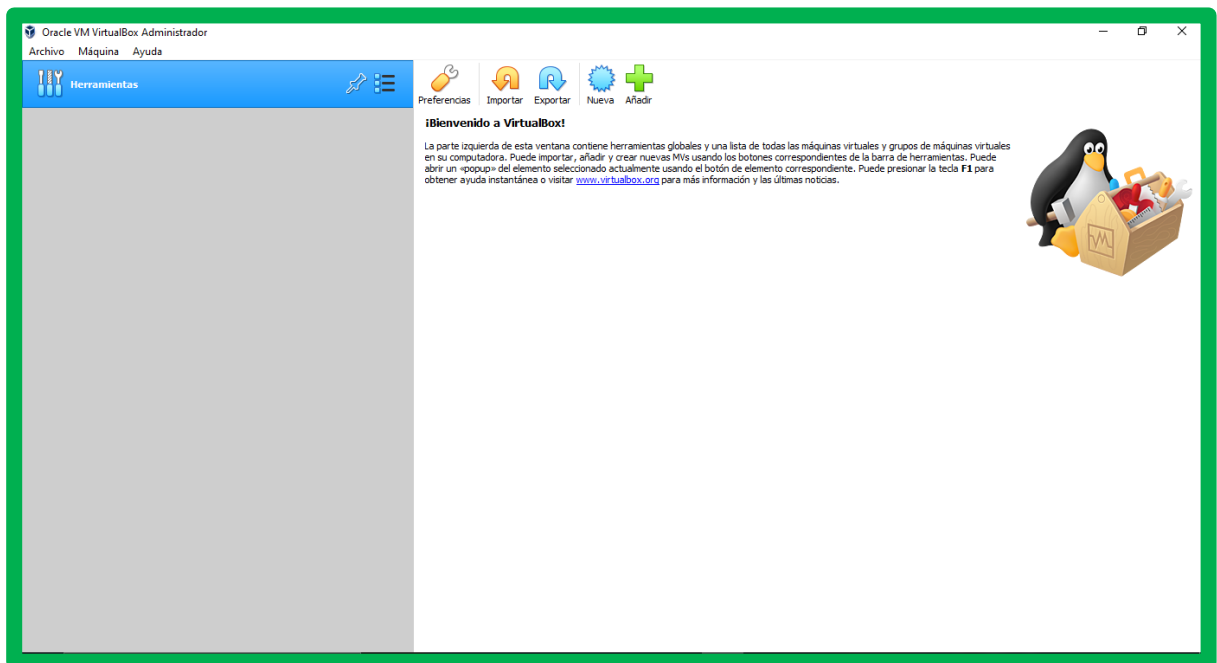 Oracle VM VirtualBox Administrador
Archivo Máquina Ayuda
Herramientas
Preferencias Importar Exportar Nueva Añadir
¡Bienvenido a VirtualBox!
La parte izquierda de esta ventana contiene herramientas globales y una lista de todas las máquinas virtuales y grupos de máquinas virtuales
en su computadora. Puede importar, añadir y crear nuevas MVs usando los botones correspondientes de la barra de herramientas. Puede
abrir un «popup» del elemento seleccionado actualmente usando el botón de elemento correspondiente. Puede presionar la tecla F1 para
obtener ayuda instantánea o visitar www.virtualbox.org para más información y las últimas noticias.